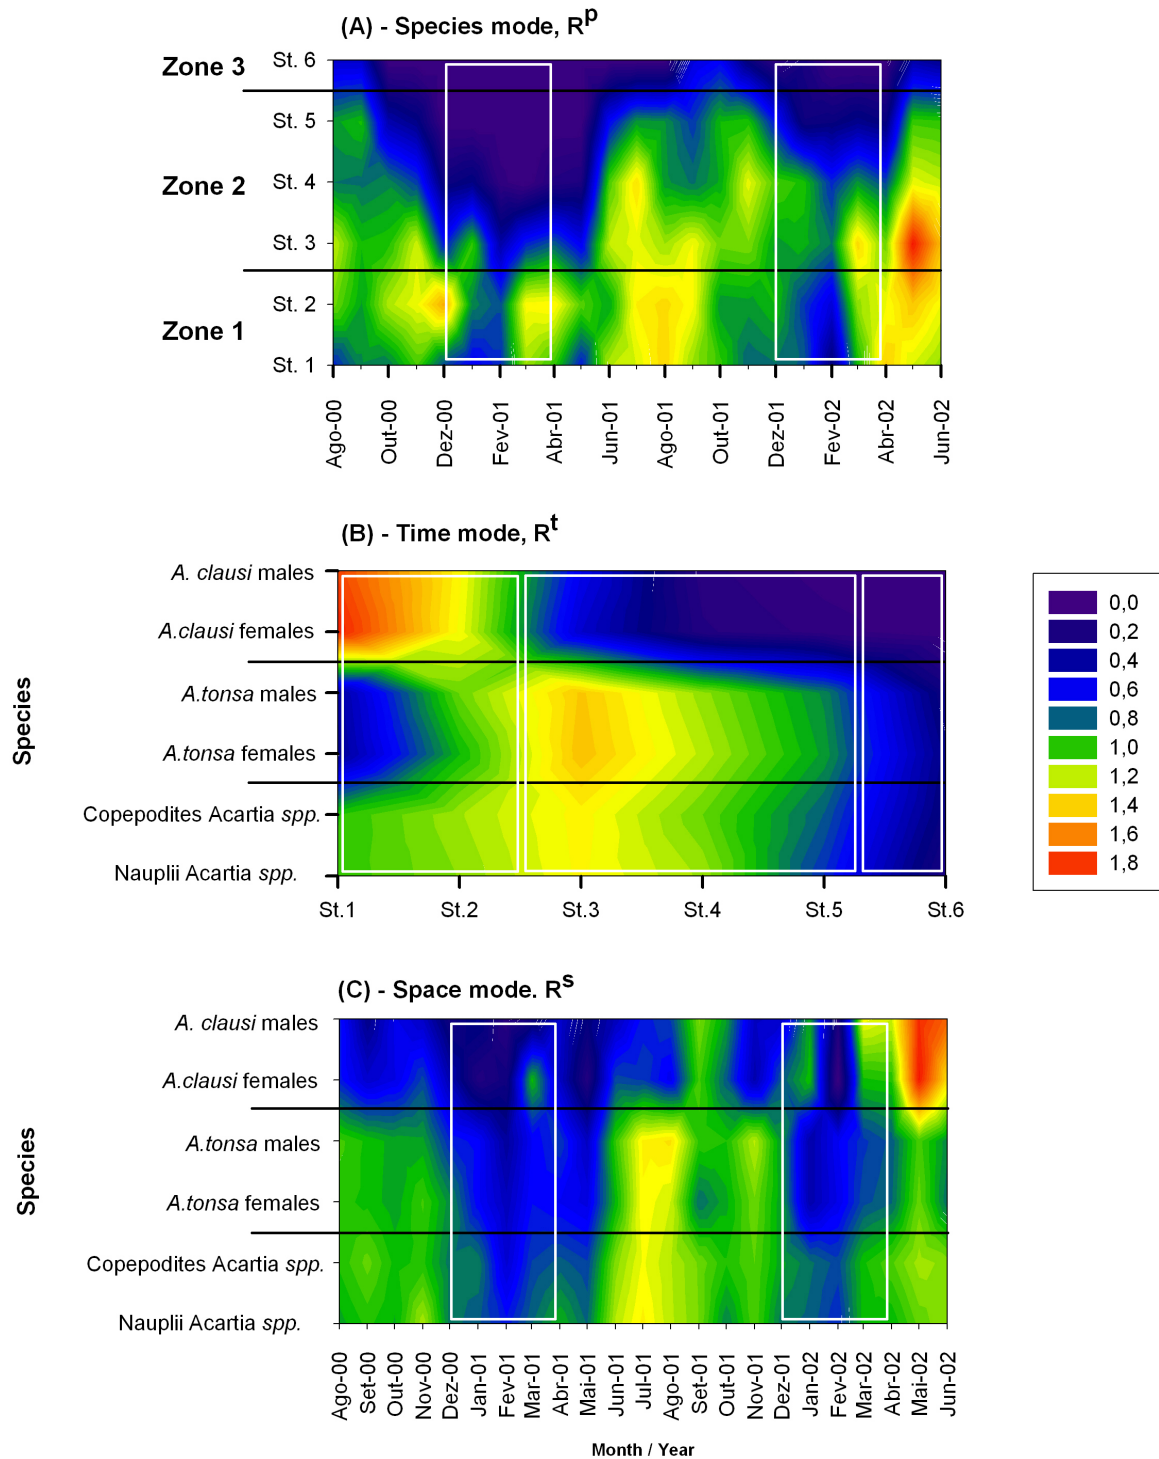 (A) - Species mode, Rp
Zone 3
St. 6
St. 5
Zone 2
St. 4
St. 3
St. 2
Zone 1
St. 1
Ago-00
Out-00
Dez-00
Fev-01
Abr-01
Jun-01
Ago-01
Out-01
Dez-01
Fev-02
Abr-02
Jun-02
(B) - Time mode, Rt
Species
A. clausi males
A.clausi females
A.tonsa males
A.tonsa females
Copepodites Acartia spp.
Nauplii Acartia spp.
St.1
St.2
St.3
St.4
St.5
St.6
0,0
0,2
0,4
0,6
0,8
1,0
1,2
1,4
1,6
1,8
(C) - Space mode. Rs
Species
A. clausi males
A.clausi females
A.tonsa males
A.tonsa females
Copepodites Acartia spp.
Nauplii Acartia spp.
Ago-00
Set-00
Out-00
Nov-00
Dez-00
Jan-01
Fev-01
Mar-01
Abr-01
Mai-01
Jun-01
Jul-01
Ago-01
Set-01
Out-01
Nov-01
Dez-01
Jan-02
Fev-02
Mar-02
Abr-02
Mai-02
Jun-02
Month / Year